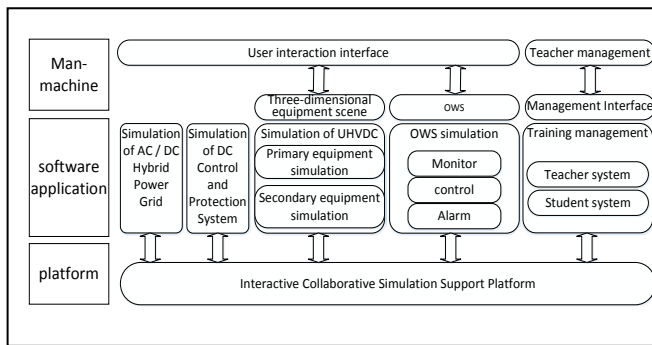 Man-
machine
User interaction interface
Teacher management
Three-dimensional
equipment scene
OWS
Management Interface
software
application
Simulation
of AC / DC
Hybrid
Power
Grid
Simulation
of DC
Control
and
Protection
System
Simulation of UHVDC
Primary equipment
simulation
Secondary equipment
simulation
OWS simulation
Monitor
control
Alarm
Training management
Teacher system
Student system
platform
Interactive Collaborative Simulation Support Platform